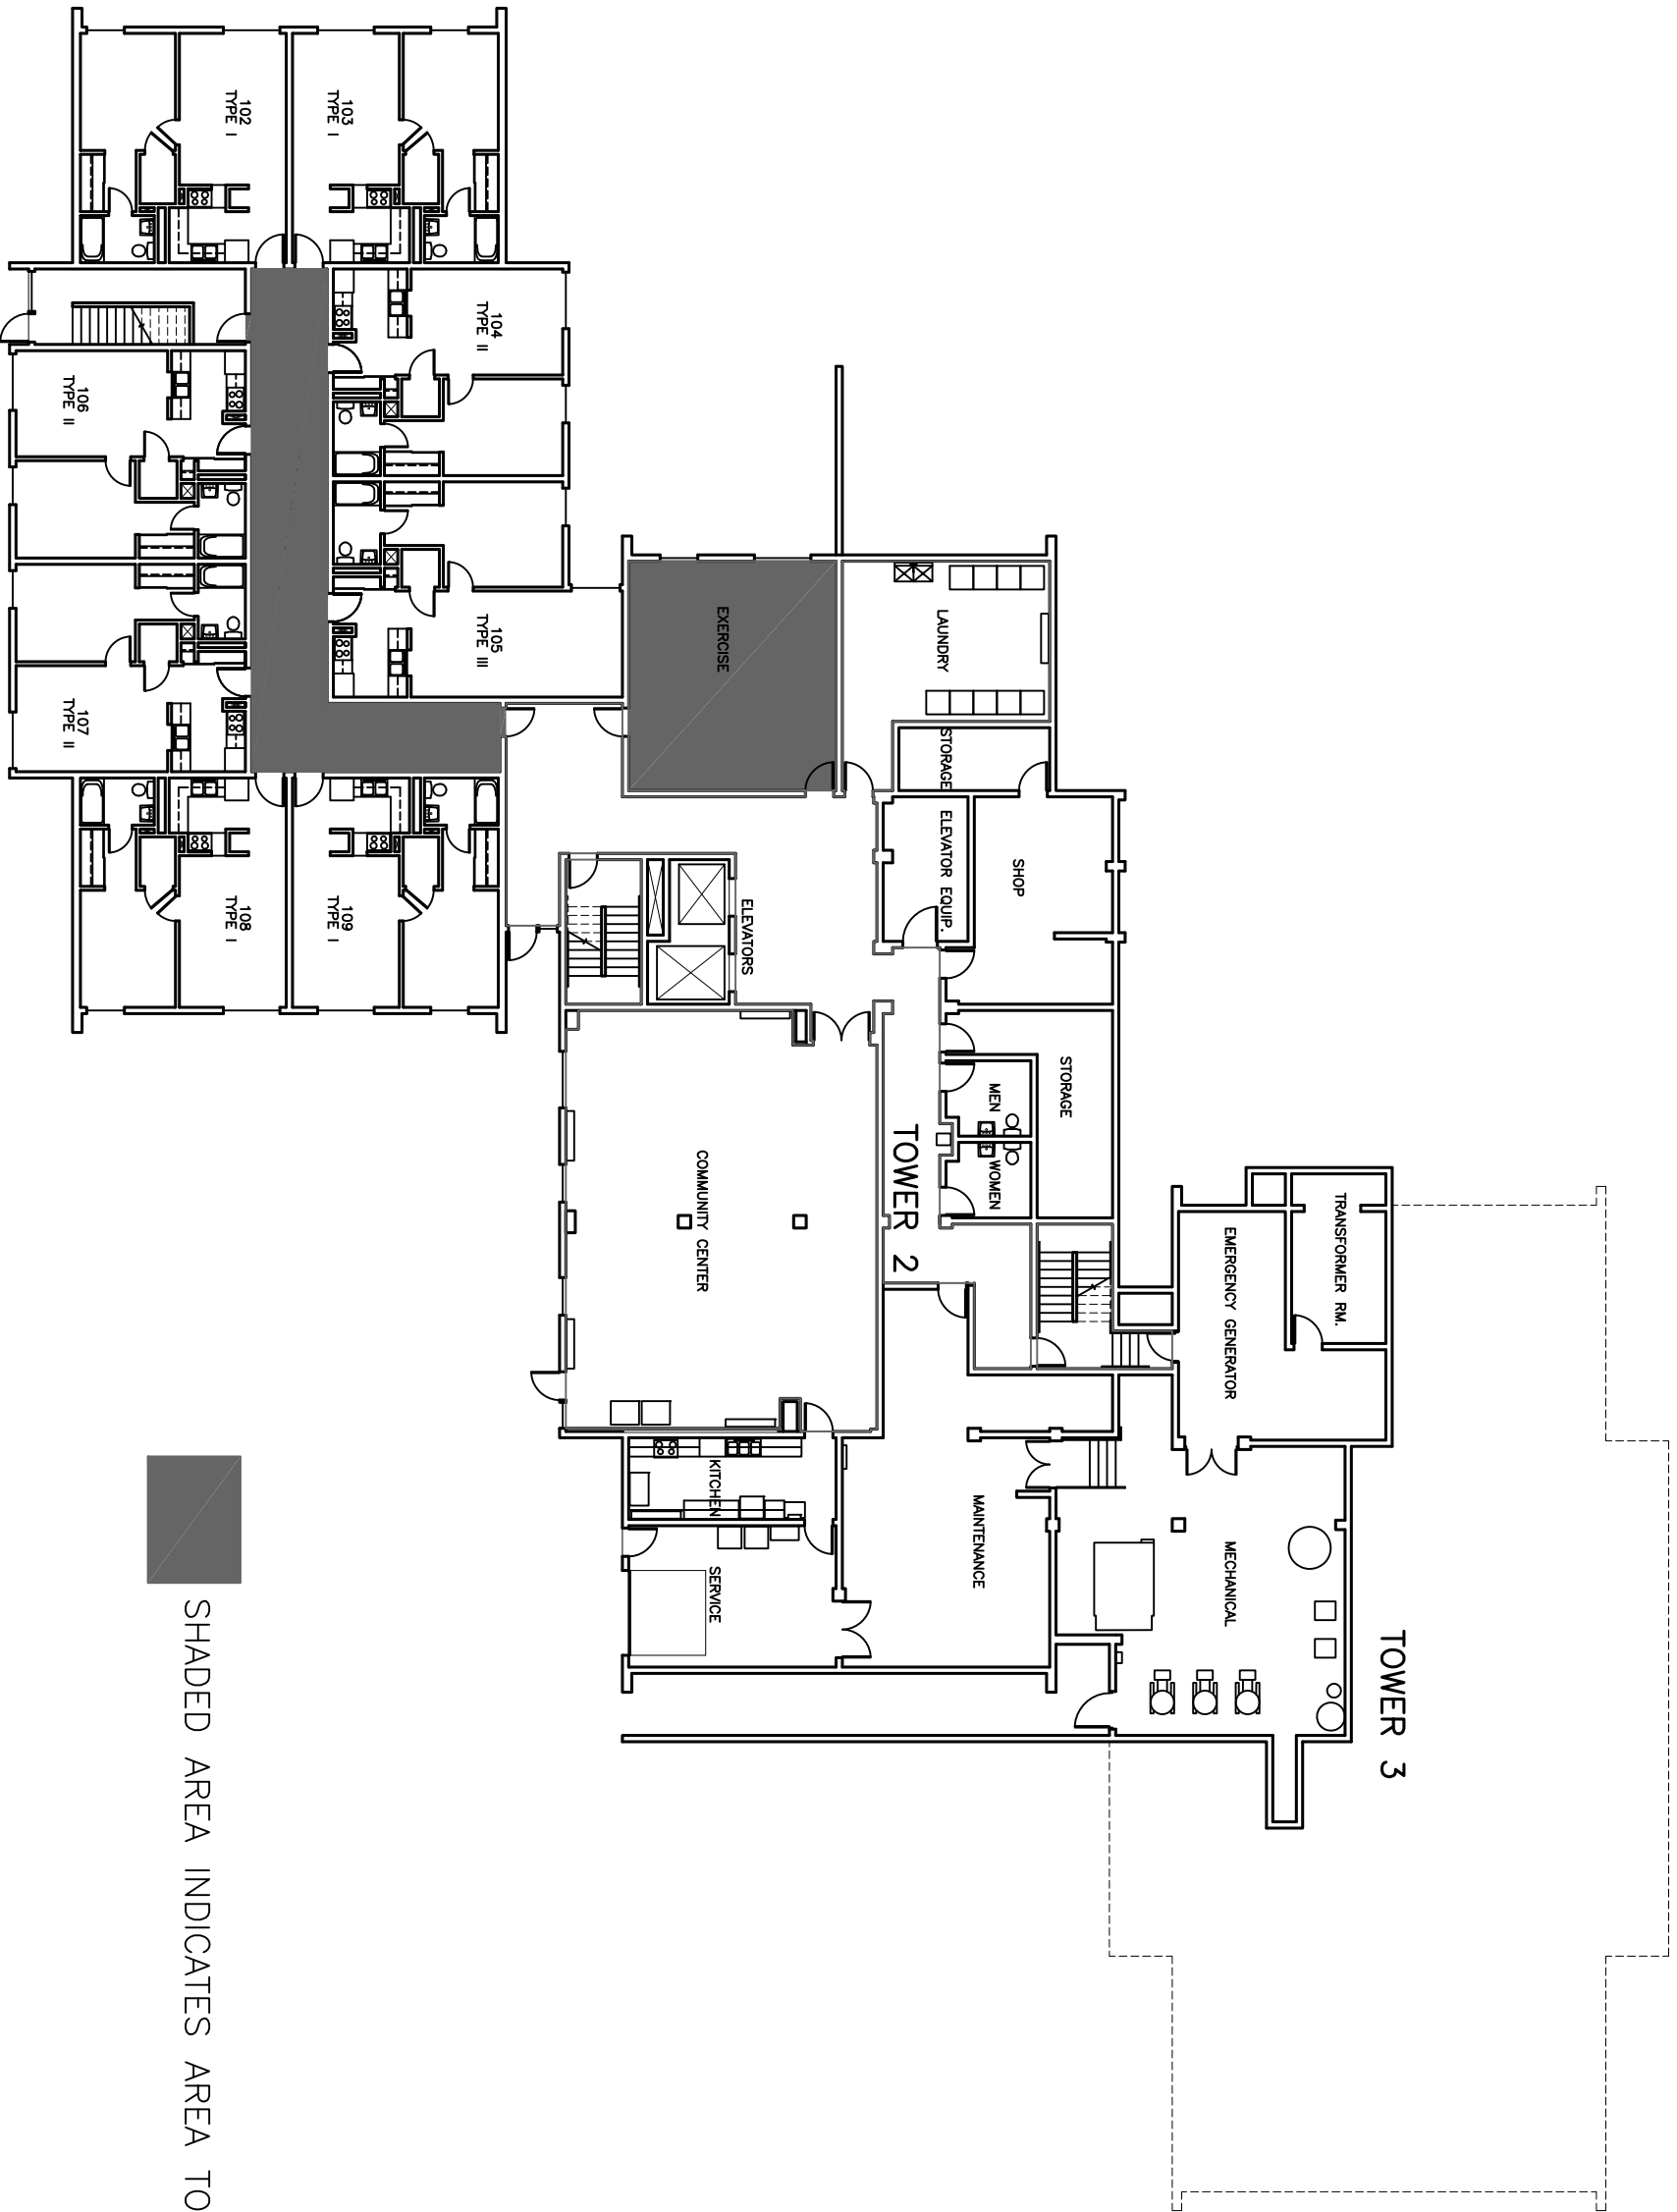 TOWER 3
TRANSFORMER RM.
EMERGENCY GENERATOR
MECHANICAL
STORAGE
SHOP
MEN
WOMEN
MAINTENANCE
LAUNDRY
STORAGE
ELEVATOR EQUIP.
TOWER 2
EXERCISE
ELEVATORS
COMMUNITY CENTER
KITCHEN
SERVICE
104
TYPE II
105
TYPE III
103
TYPE I
109
TYPE I
102
TYPE I
108
TYPE I
106
TYPE II
107
TYPE II
SHADED AREA INDICATES AREA TO